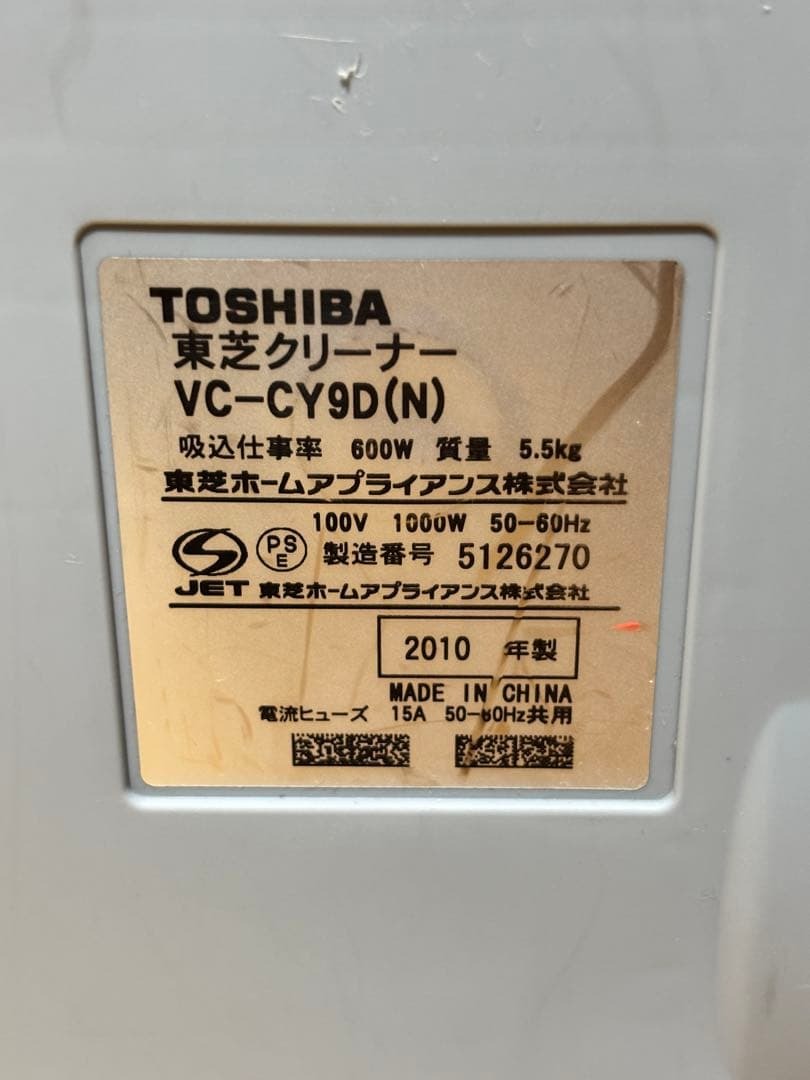 TOSHIBA
東芝クリーナー
VC-CY9D(N)
吸込仕事率 600W 質量 5.5kg
東芝ホームアプライアンス株式会社
100V 1000W 50-60Hz
PSE 製造番号 5126270
JET 東芝ホームアプライアンス株式会社
2010 年製
MADE IN CHINA
電流ヒューズ 15A 50-60Hz共用